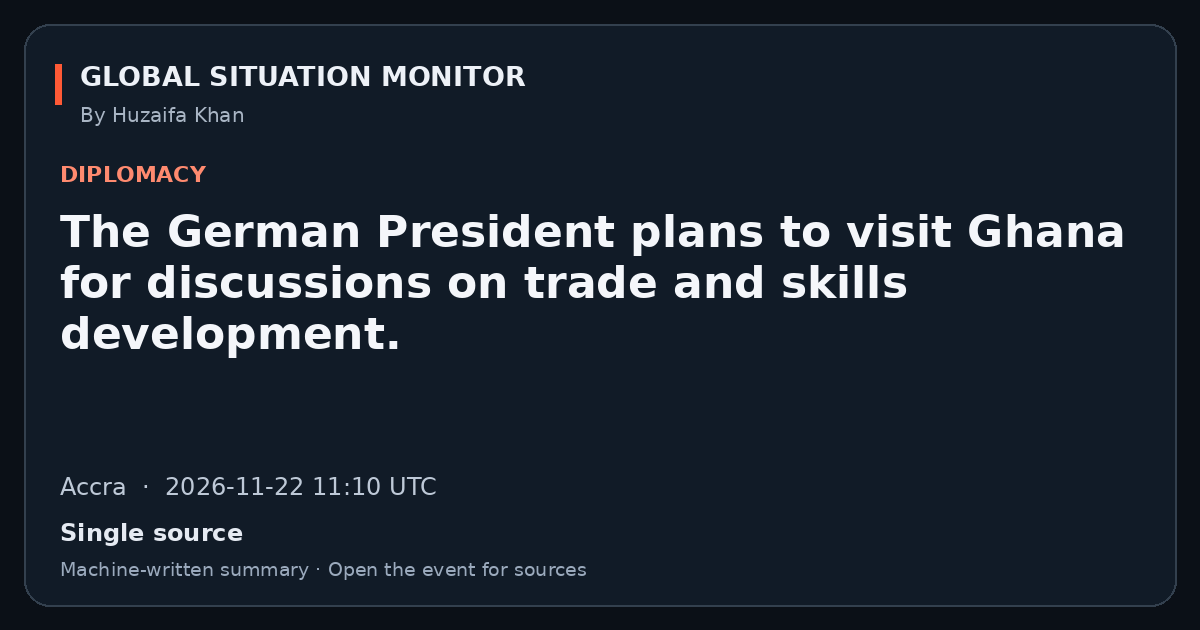 GLOBAL SITUATION MONITOR
By Huzaifa Khan
DIPLOMACY
The German President plans to visit Ghana
for discussions on trade and skills
development.
Accra · 2026-11-22 11:10 UTC
Single source
Machine-written summary · Open the event for sources